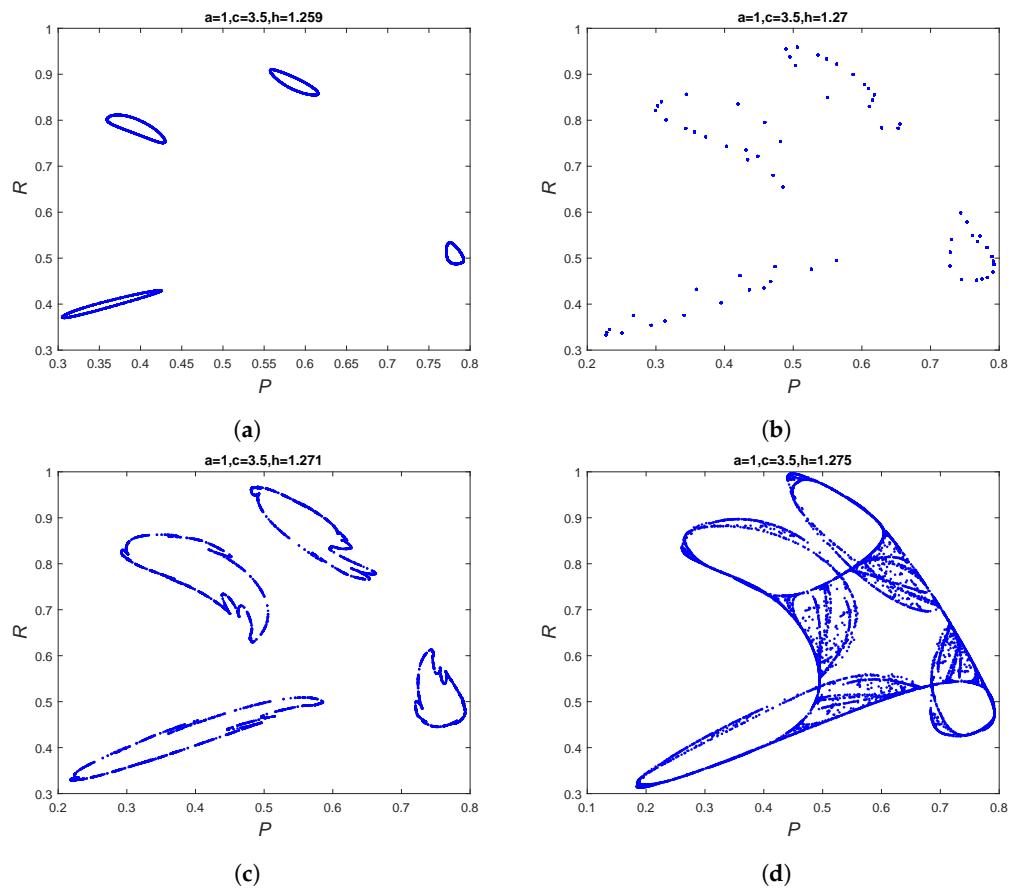 a=1,c=3.5,h=1.259
a=1,c=3.5,h=1.27
1
0.9
0.8
0.7
0.6
0.5
0.4
0.3
R
0.3 0.35 0.4 0.45 0.5 0.55 0.6 0.65 0.7 0.75 0.8
P
(a)
1
0.9
0.8
0.7
0.6
0.5
0.4
0.3
R
0.2 0.3 0.4 0.5 0.6 0.7 0.8
P
(b)
a=1,c=3.5,h=1.271
a=1,c=3.5,h=1.275
1
0.9
0.8
0.7
0.6
0.5
0.4
0.3
R
0.2 0.3 0.4 0.5 0.6 0.7 0.8
P
(c)
1
0.9
0.8
0.7
0.6
0.5
0.4
0.3
R
0.1 0.2 0.3 0.4 0.5 0.6 0.7 0.8
P
(d)